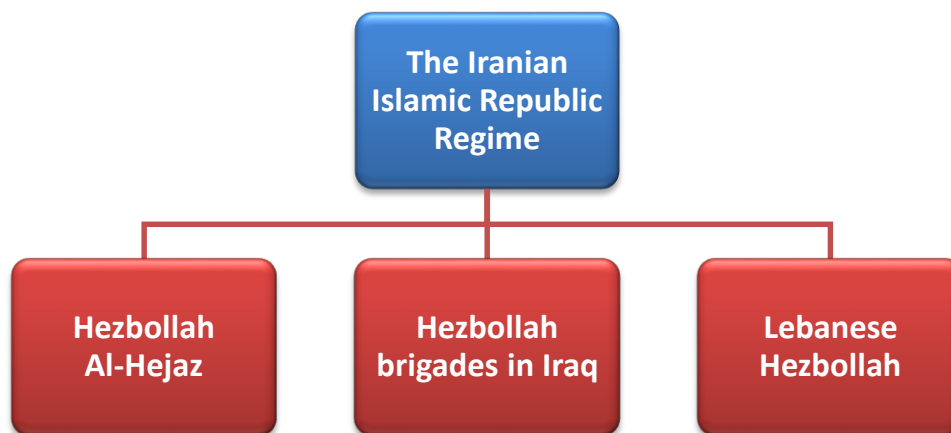 The Iranian
Islamic Republic
Regime
Hezbollah
Al-Hejaz
Hezbollah
brigades in Iraq
Lebanese
Hezbollah